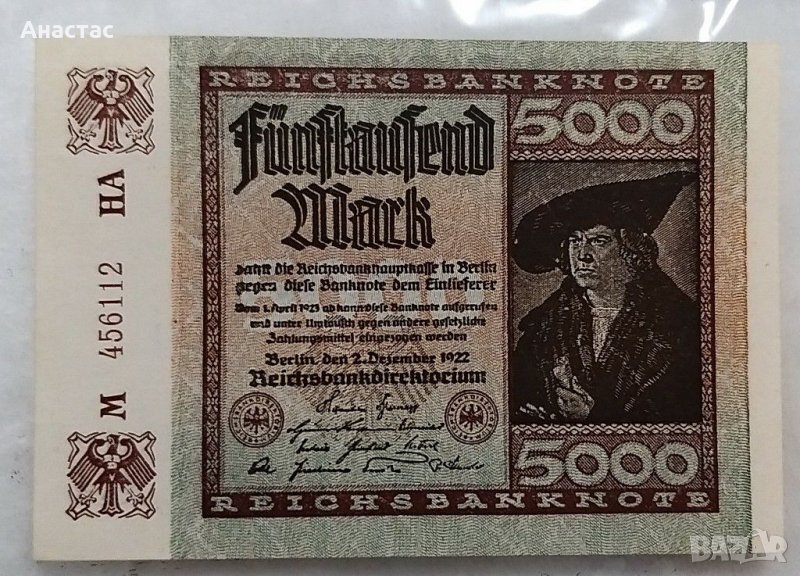 Анастас
REICHSBANKNOTE
5000
Fünftausend
Mark
zahlt die Reichsbankhauptkasse in Berlin
gegen diese Banknote dem Einlieferer
Vom 1. April 1923 ab kann diese Banknote aufgerufen
und unter Umtausch gegen andere gesetzliche
Zahlungsmittel eingezogen werden
Berlin, den 2. Dezember 1922
Reichsbankdirektorium
5000
REICHSBANKNOTE
M 456112 HA
BAZAR